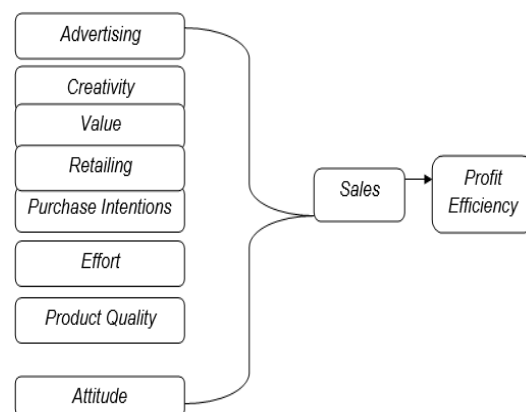 Advertising
Creativity
Value
Retailing
Purchase Intentions
Effort
Product Quality
Attitude
Sales
Profit
Efficiency